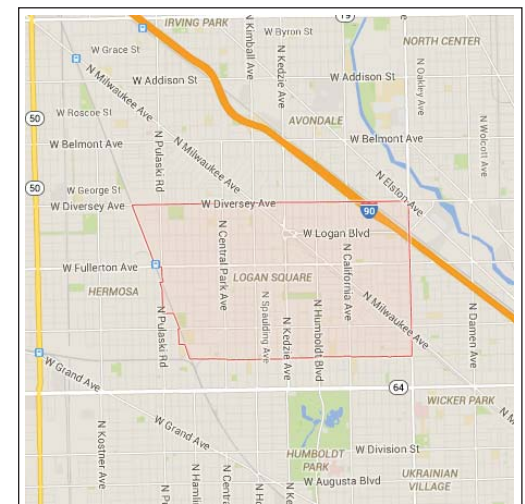 IRVING PARK
19
W Byron St
W Grace St
N Kimball Ave
N Kedzie Ave
NORTH CENTER
N Milwaukee Ave
W Addison St
W Addison St
N Oakley Ave
50
W Roscoe St
AVONDALE
N Wolcott Ave
W Belmont Ave
N Pulaski Rd
N Milwaukee Ave
W Belmont Ave
50
W George St
N Elston Ave
W Diversey Ave
W Diversey Ave
90
W Logan Blvd
N Central Park Ave
N California Ave
W Fullerton Ave
LOGAN SQUARE
HERMOSA
N Pulaski Rd
N Spaulding Ave
N Kedzie Ave
N Humboldt Blvd
N Milwaukee Ave
N Damen Ave
W Grand Ave
64
WICKER PARK
N Kostner Ave
W Grand Ave
W Division St
HUMBOLDT
PARK
W Augusta Blvd
UKRAINIAN
VILLAGE
N Hamli
N Centr